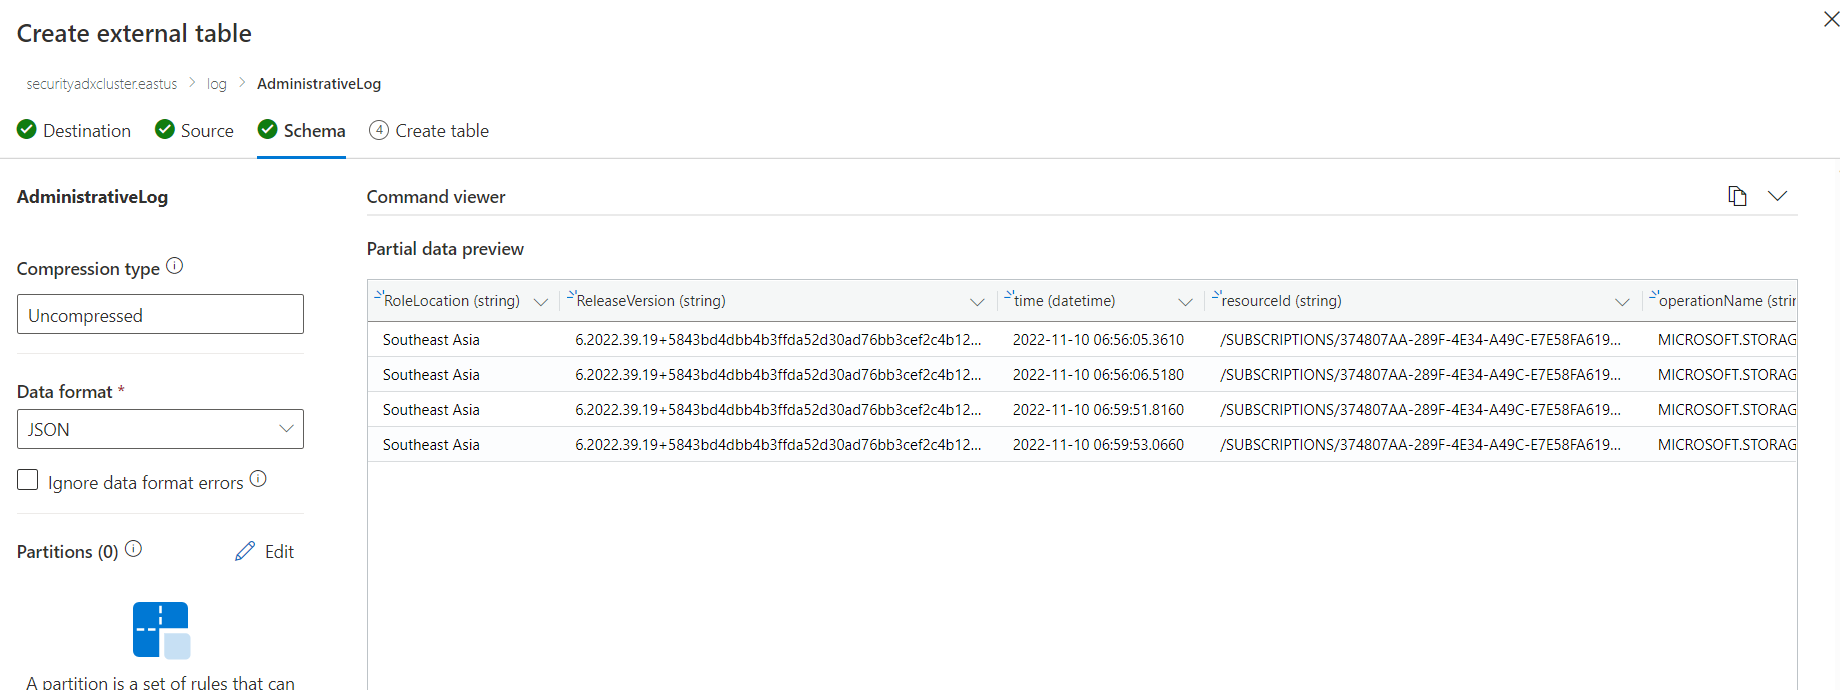 Create external table
securityadxcluster.eastus > log > AdministrativeLog
Destination Source Schema 4 Create table
AdministrativeLog
Compression type
Uncompressed
Data format *
JSON
Ignore data format errors
Partitions (0) Edit
A partition is a set of rules that can
Command viewer
Partial data preview
RoleLocation (string) ReleaseVersion (string) time (datetime) resourceId (string) operationName (strin
Southeast Asia 6.2022.39.19+5843bd4dbb4b3ffda52d30ad76bb3cef2c4b12... 2022-11-10 06:56:05.3610 /SUBSCRIPTIONS/374807AA-289F-4E34-A49C-E7E58FA619... MICROSOFT.STORAG
Southeast Asia 6.2022.39.19+5843bd4dbb4b3ffda52d30ad76bb3cef2c4b12... 2022-11-10 06:56:06.5180 /SUBSCRIPTIONS/374807AA-289F-4E34-A49C-E7E58FA619... MICROSOFT.STORAG
Southeast Asia 6.2022.39.19+5843bd4dbb4b3ffda52d30ad76bb3cef2c4b12... 2022-11-10 06:59:51.8160 /SUBSCRIPTIONS/374807AA-289F-4E34-A49C-E7E58FA619... MICROSOFT.STORAG
Southeast Asia 6.2022.39.19+5843bd4dbb4b3ffda52d30ad76bb3cef2c4b12... 2022-11-10 06:59:53.0660 /SUBSCRIPTIONS/374807AA-289F-4E34-A49C-E7E58FA619... MICROSOFT.STORAG